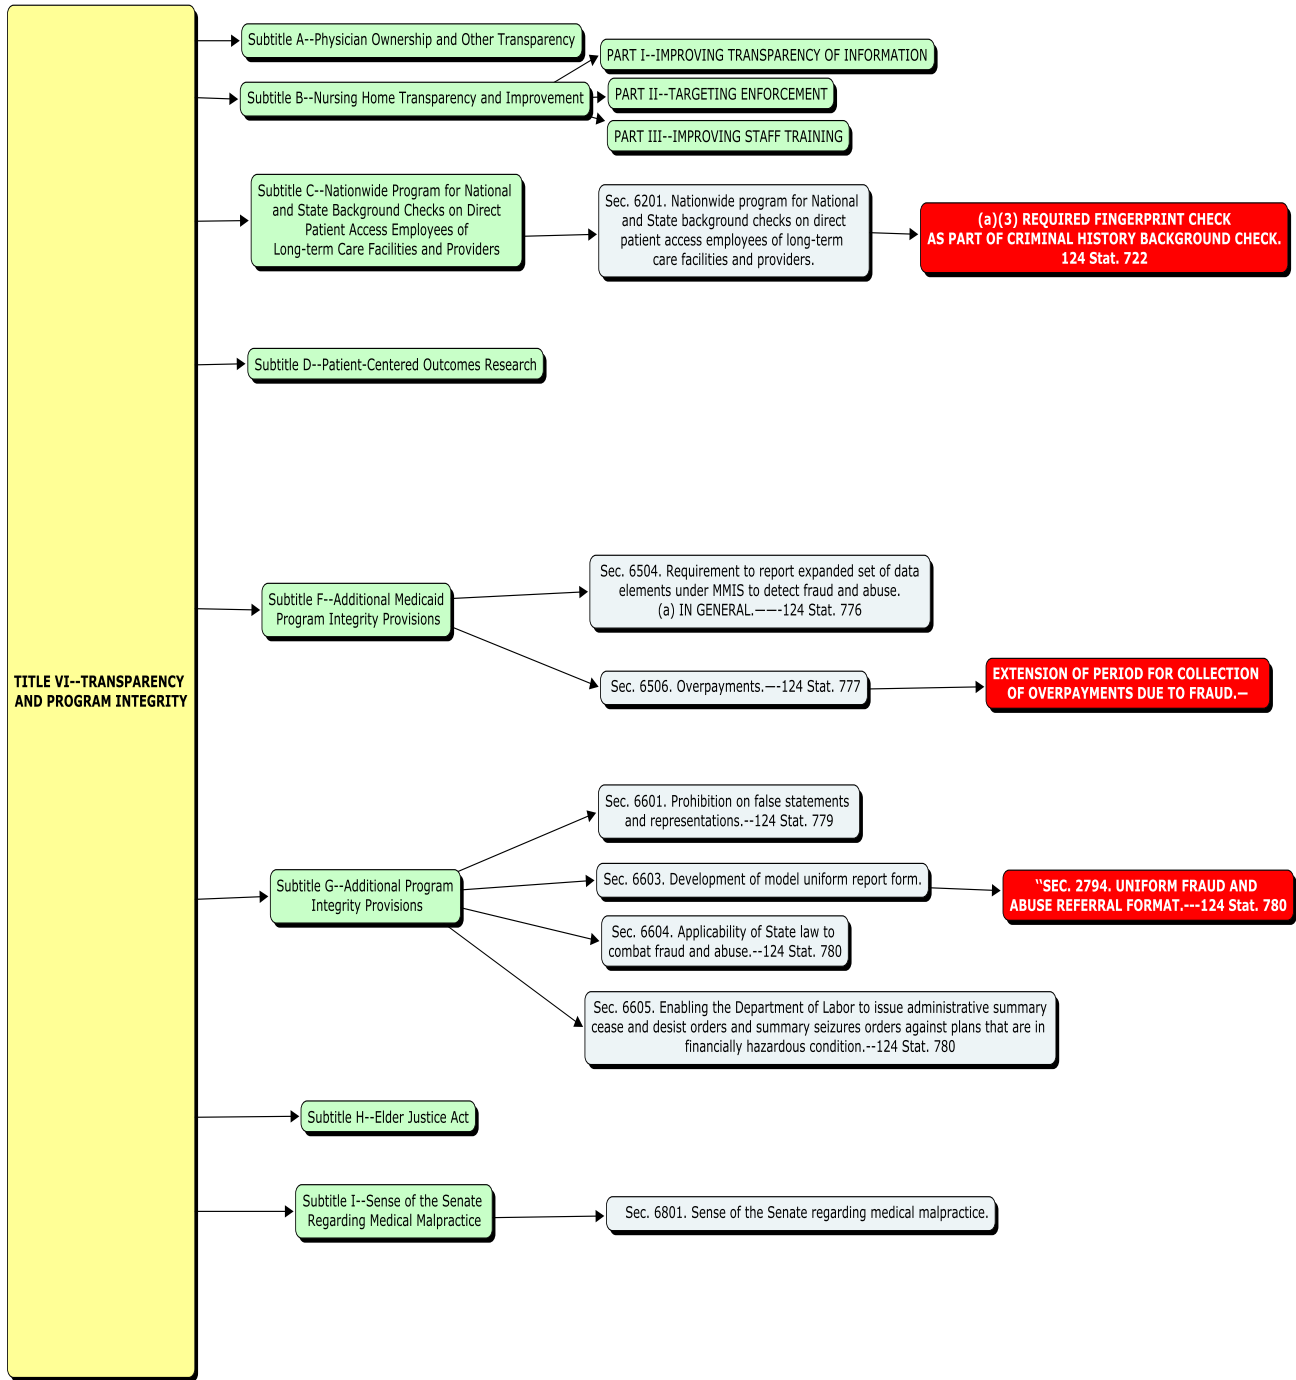 Subtitle A--Physician Ownership and Other Transparency
PART I--IMPROVING TRANSPARENCY OF INFORMATION
Subtitle B--Nursing Home Transparency and Improvement
PART II--TARGETING ENFORCEMENT
PART III--IMPROVING STAFF TRAINING
Subtitle C--Nationwide Program for National
and State Background Checks on Direct
Patient Access Employees of
Long-term Care Facilities and Providers
Sec. 6201. Nationwide program for National
and State background checks on direct
patient access employees of long-term
care facilities and providers.
(a)(3) REQUIRED FINGERPRINT CHECK
AS PART OF CRIMINAL HISTORY BACKGROUND CHECK.
124 Stat. 722
Subtitle D--Patient-Centered Outcomes Research
Subtitle F--Additional Medicaid
Program Integrity Provisions
Sec. 6504. Requirement to report expanded set of data
elements under MMIS to detect fraud and abuse.
(a) IN GENERAL.——-124 Stat. 776
Sec. 6506. Overpayments.—-124 Stat. 777
EXTENSION OF PERIOD FOR COLLECTION
OF OVERPAYMENTS DUE TO FRAUD.—
TITLE VI--TRANSPARENCY
AND PROGRAM INTEGRITY
Subtitle G--Additional Program
Integrity Provisions
Sec. 6601. Prohibition on false statements
and representations.--124 Stat. 779
Sec. 6603. Development of model uniform report form.
‘‘SEC. 2794. UNIFORM FRAUD AND
ABUSE REFERRAL FORMAT.---124 Stat. 780
Sec. 6604. Applicability of State law to
combat fraud and abuse.--124 Stat. 780
Sec. 6605. Enabling the Department of Labor to issue administrative summary
cease and desist orders and summary seizures orders against plans that are in
financially hazardous condition.--124 Stat. 780
Subtitle H--Elder Justice Act
Subtitle I--Sense of the Senate
Regarding Medical Malpractice
Sec. 6801. Sense of the Senate regarding medical malpractice.